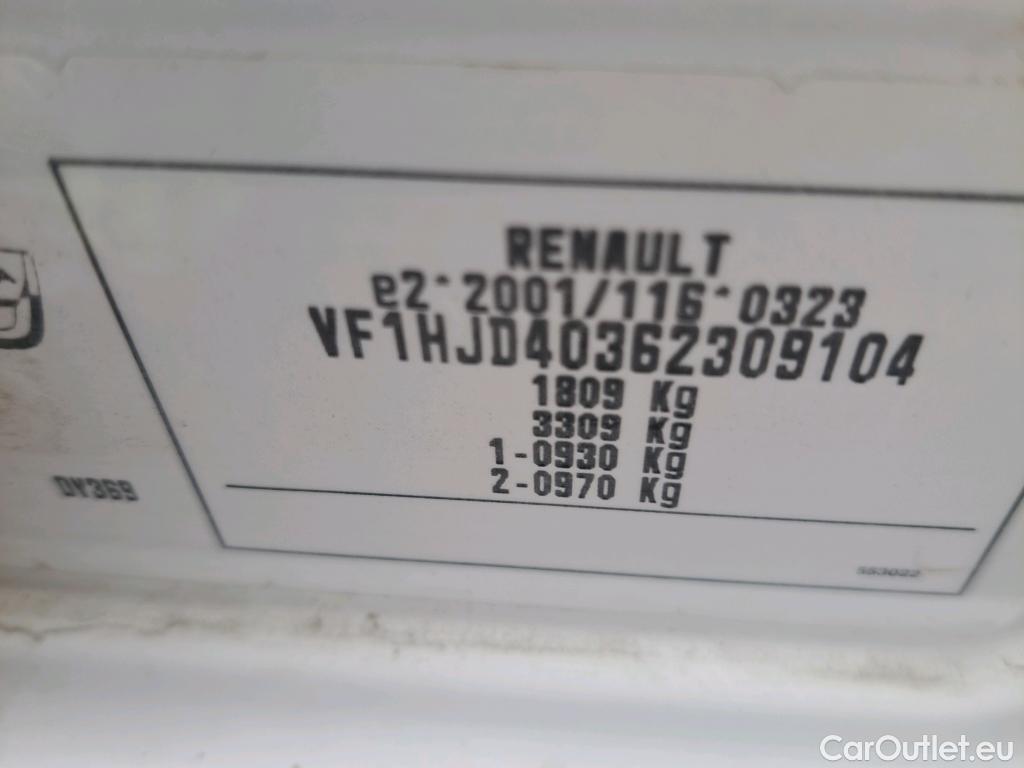 RENAULT
e2*2001/116*0323
VF1HJD40362309104
1809 Kg
3309 Kg
1-0930 Kg
2-0970 Kg
DY369
553022
CarOutlet.eu